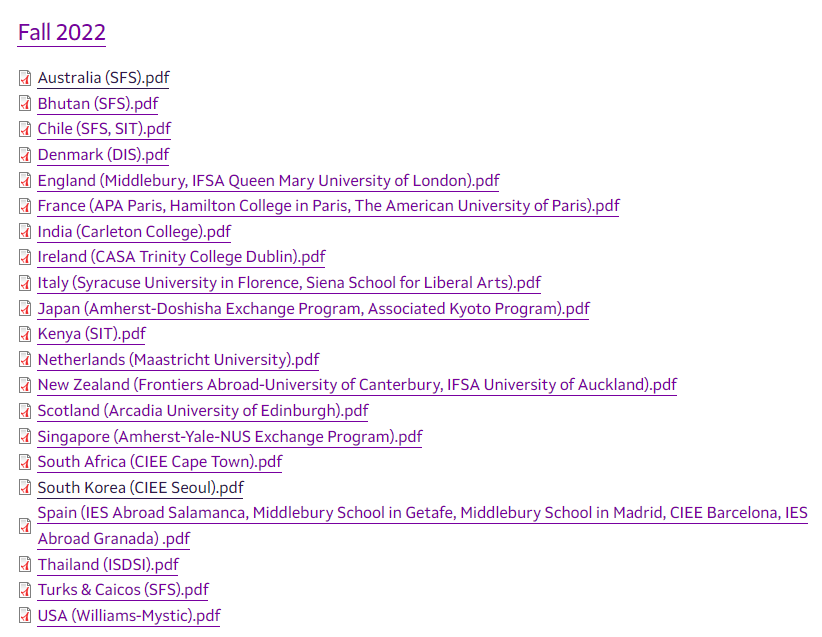 Fall 2022
Australia (SFS).pdf
Bhutan (SFS).pdf
Chile (SFS, SIT).pdf
Denmark (DIS).pdf
England (Middlebury, IFSA Queen Mary University of London).pdf
France (APA Paris, Hamilton College in Paris, The American University of Paris).pdf
India (Carleton College).pdf
Ireland (CASA Trinity College Dublin).pdf
Italy (Syracuse University in Florence, Siena School for Liberal Arts).pdf
Japan (Amherst-Doshisha Exchange Program, Associated Kyoto Program).pdf
Kenya (SIT).pdf
Netherlands (Maastricht University).pdf
New Zealand (Frontiers Abroad-University of Canterbury, IFSA University of Auckland).pdf
Scotland (Arcadia University of Edinburgh).pdf
Singapore (Amherst-Yale-NUS Exchange Program).pdf
South Africa (CIEE Cape Town).pdf
South Korea (CIEE Seoul).pdf
Spain (IES Abroad Salamanca, Middlebury School in Getafe, Middlebury School in Madrid, CIEE Barcelona, IES
Abroad Granada) .pdf
Thailand (ISDSI).pdf
Turks & Caicos (SFS).pdf
USA (Williams-Mystic).pdf